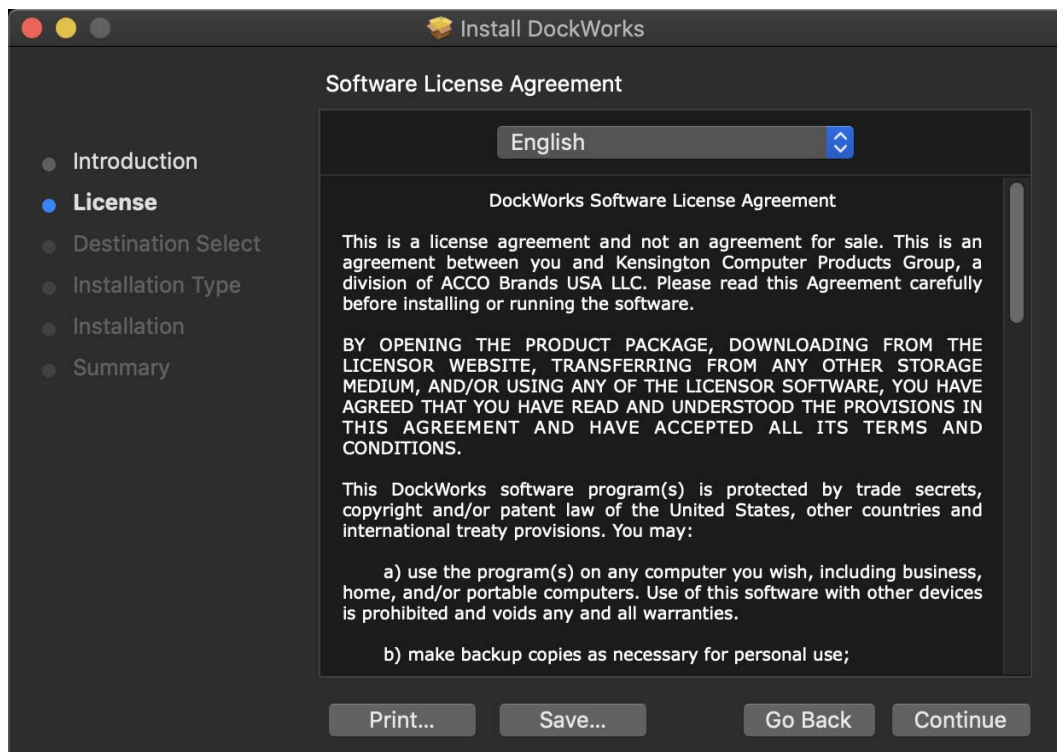 Install DockWorks
Software License Agreement
Introduction
License
Destination Select
Installation Type
Installation
Summary
English
DockWorks Software License Agreement
This is a license agreement and not an agreement for sale. This is an
agreement between you and Kensington Computer Products Group, a
division of ACCO Brands USA LLC. Please read this Agreement carefully
before installing or running the software.
BY OPENING THE PRODUCT PACKAGE, DOWNLOADING FROM THE
LICENSOR WEBSITE, TRANSFERRING FROM ANY OTHER STORAGE
MEDIUM, AND/OR USING ANY OF THE LICENSOR SOFTWARE, YOU HAVE
AGREED THAT YOU HAVE READ AND UNDERSTOOD THE PROVISIONS IN
THIS AGREEMENT AND HAVE ACCEPTED ALL ITS TERMS AND
CONDITIONS.
This DockWorks software program(s) is protected by trade secrets,
copyright and/or patent law of the United States, other countries and
international treaty provisions. You may:
a) use the program(s) on any computer you wish, including business,
home, and/or portable computers. Use of this software with other devices
is prohibited and voids any and all warranties.
b) make backup copies as necessary for personal use;
Print...
Save...
Go Back
Continue